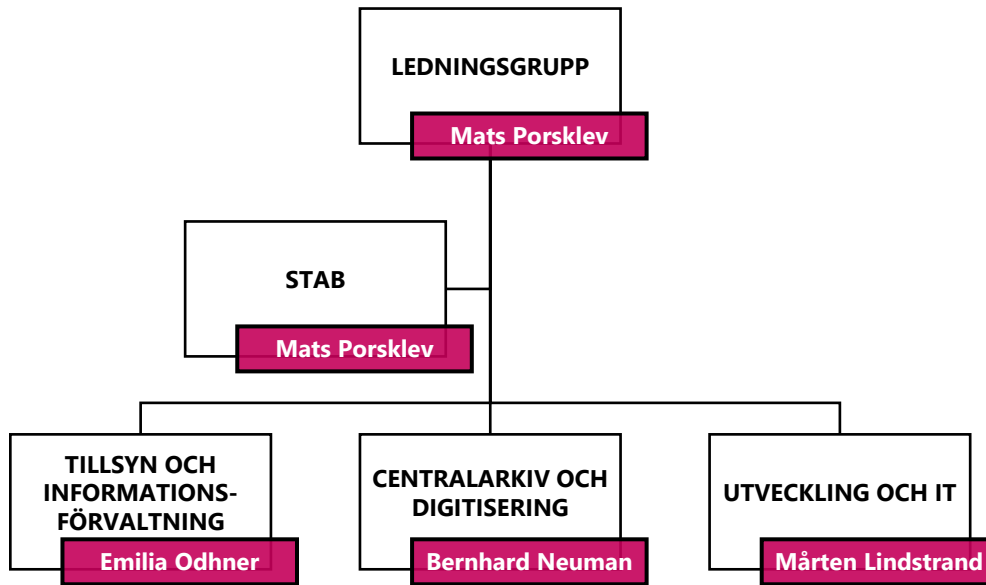 LEDNINGSGRUPP
Mats Porsklev
STAB
Mats Porsklev
TILLSYN OCH
INFORMATIONS-
FÖRVALTNING
Emilia Odhner
CENTRALARKIV OCH
DIGITISERING
Bernhard Neuman
UTVECKLING OCH IT
Mårten Lindstrand